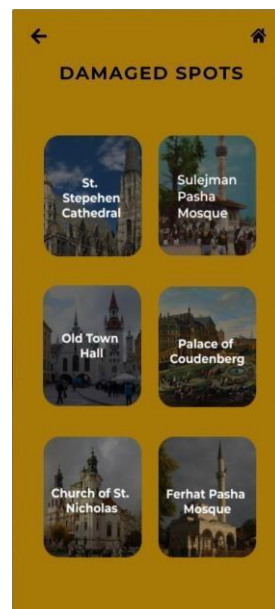 DAMAGED SPOTS
St.
Stepehen
Cathedral
Sulejman
Pasha
Mosque
Old Town
Hall
Palace of
Coudenberg
Church of St.
Nicholas
Ferhat Pasha
Mosque